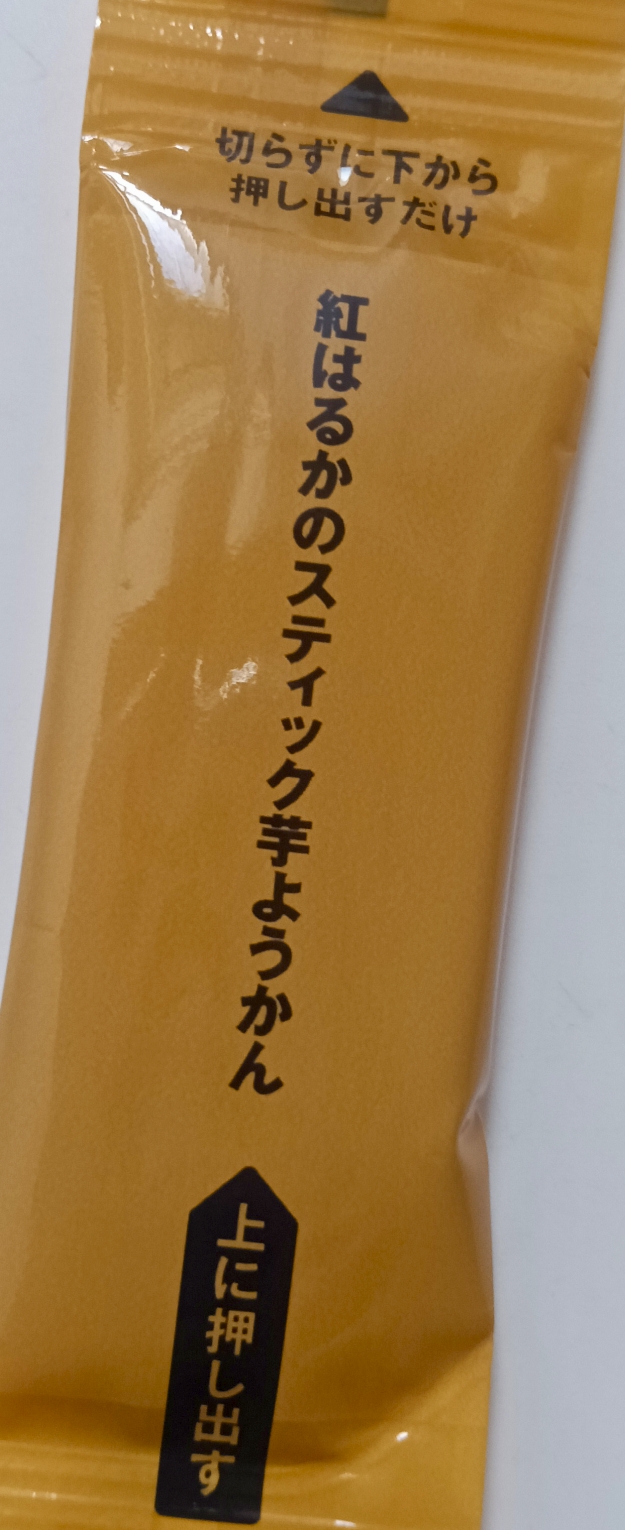 切らずに下から
押し出すだけ
紅はるかのスティック芋ようかん
上に押し出す